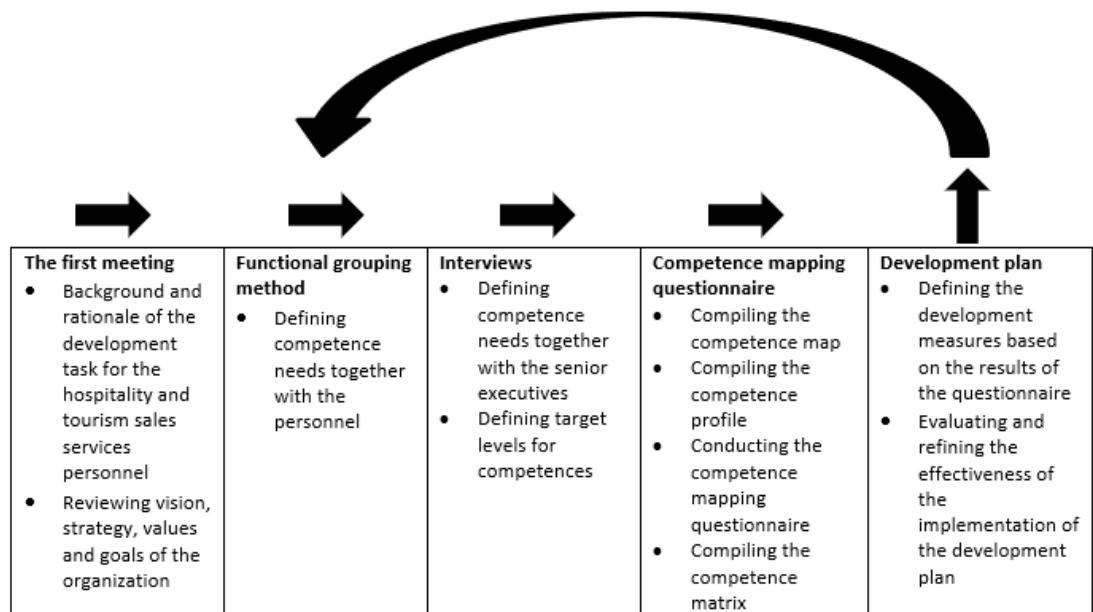 The first meeting
• Background and
rationale of the
development
task for the
hospitality and
tourism sales
services
personnel
• Reviewing vision,
strategy, values
and goals of the
organization
Functional grouping
method
• Defining
competence
needs together
with the
personnel
Interviews
• Defining
competence
needs together
with the senior
executives
• Defining target
levels for
competences
Competence mapping
questionnaire
• Compiling the
competence map
• Compiling the
competence
profile
• Conducting the
competence
mapping
questionnaire
• Compiling the
competence
matrix
Development plan
• Defining the
development
measures based
on the results of
the questionnaire
• Evaluating and
refining the
effectiveness of
the
implementation of
the development
plan